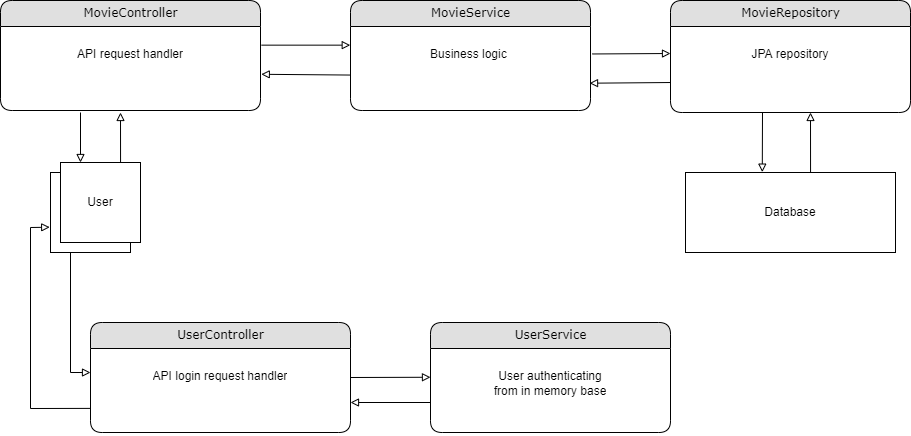 MovieController
API request handler
MovieService
Business logic
MovieRepository
JPA repository
User
Database
UserController
API login request handler
UserService
User authenticating
from in memory base